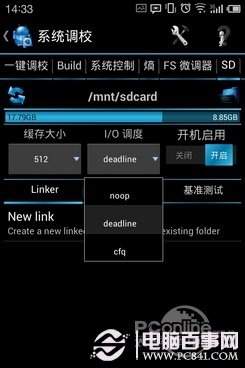 14:33
系统调校
一键调校 Build 系统控制 熵 FS 微调器 SD
/mnt/sdcard
17.79GB 8.85GB
缓存大小 I/O 调度 开机启用
512 deadline 关闭 开启
noop
deadline
cfq
Linker 基准测试
New link
Create a new linke existing folder
PConline
电脑百事网
WWW.PC841.COM